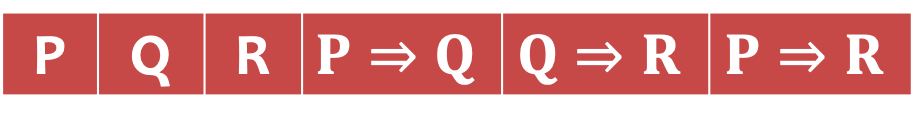 P Q R P ⇒ Q Q ⇒ R P ⇒ R